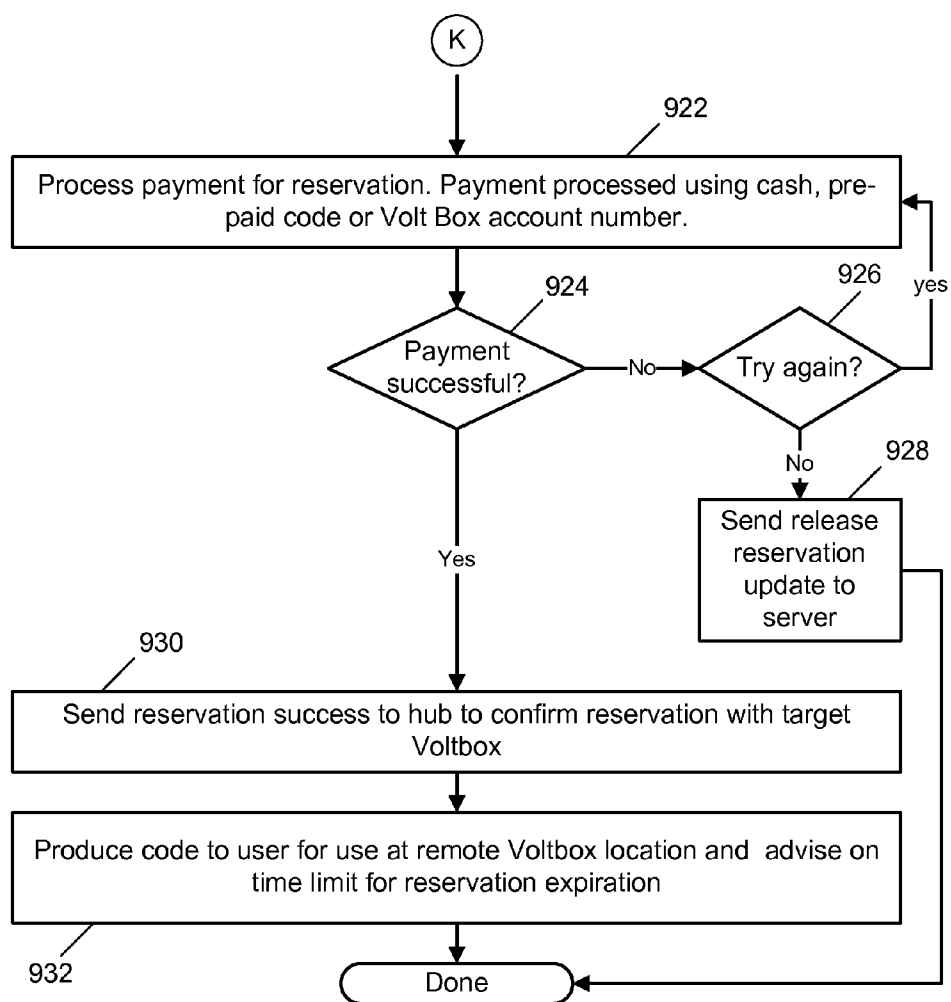 K
922
Process payment for reservation. Payment processed using cash, pre-
paid code or Volt Box account number.
924
926
yes
Payment
successful?
No
Try again?
No
928
Send release
reservation
update to
server
Yes
930
Send reservation success to hub to confirm reservation with target
Voltbox
Produce code to user for use at remote Voltbox location and  advise on
time limit for reservation expiration
932
Done